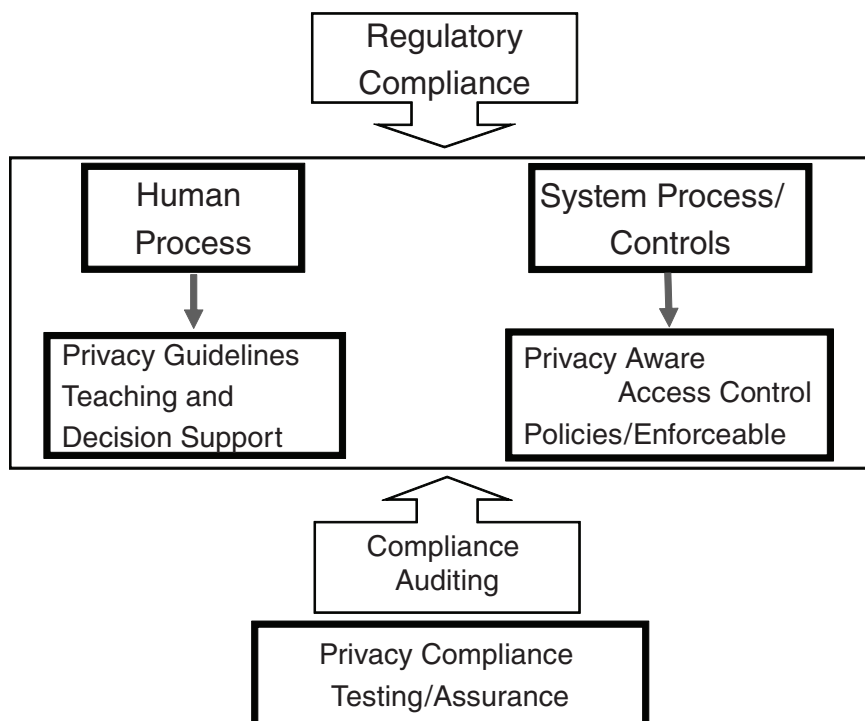 Regulatory
Compliance
Human
Process
System Process/
Controls
Privacy Guidelines
Teaching and
Decision Support
Privacy Aware
Access Control
Policies/Enforceable
Compliance
Auditing
Privacy Compliance
Testing/Assurance